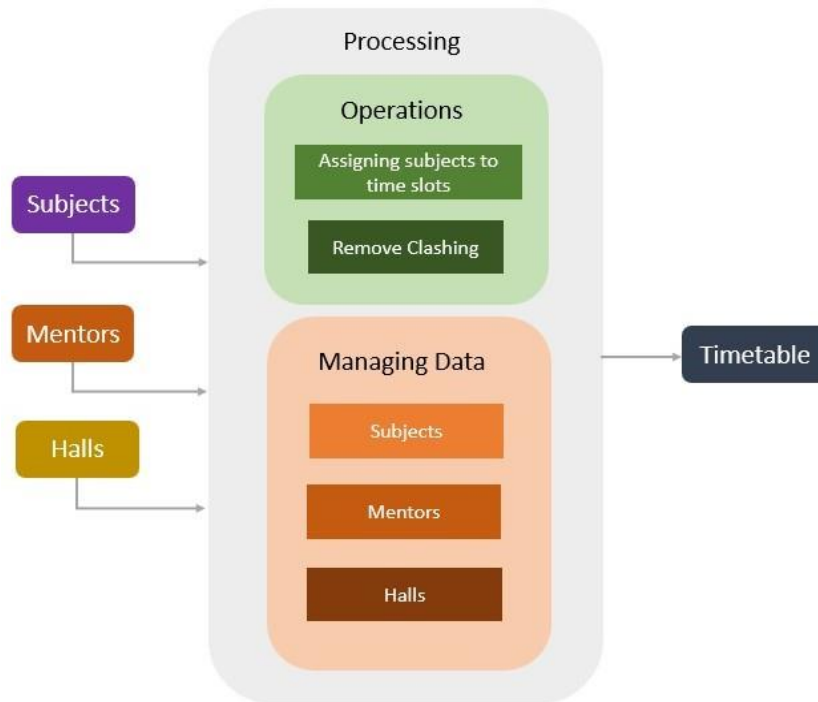 Processing
Operations
Assigning subjects to
time slots
Remove Clashing
Subjects
Mentors
Halls
Managing Data
Subjects
Mentors
Halls
Timetable